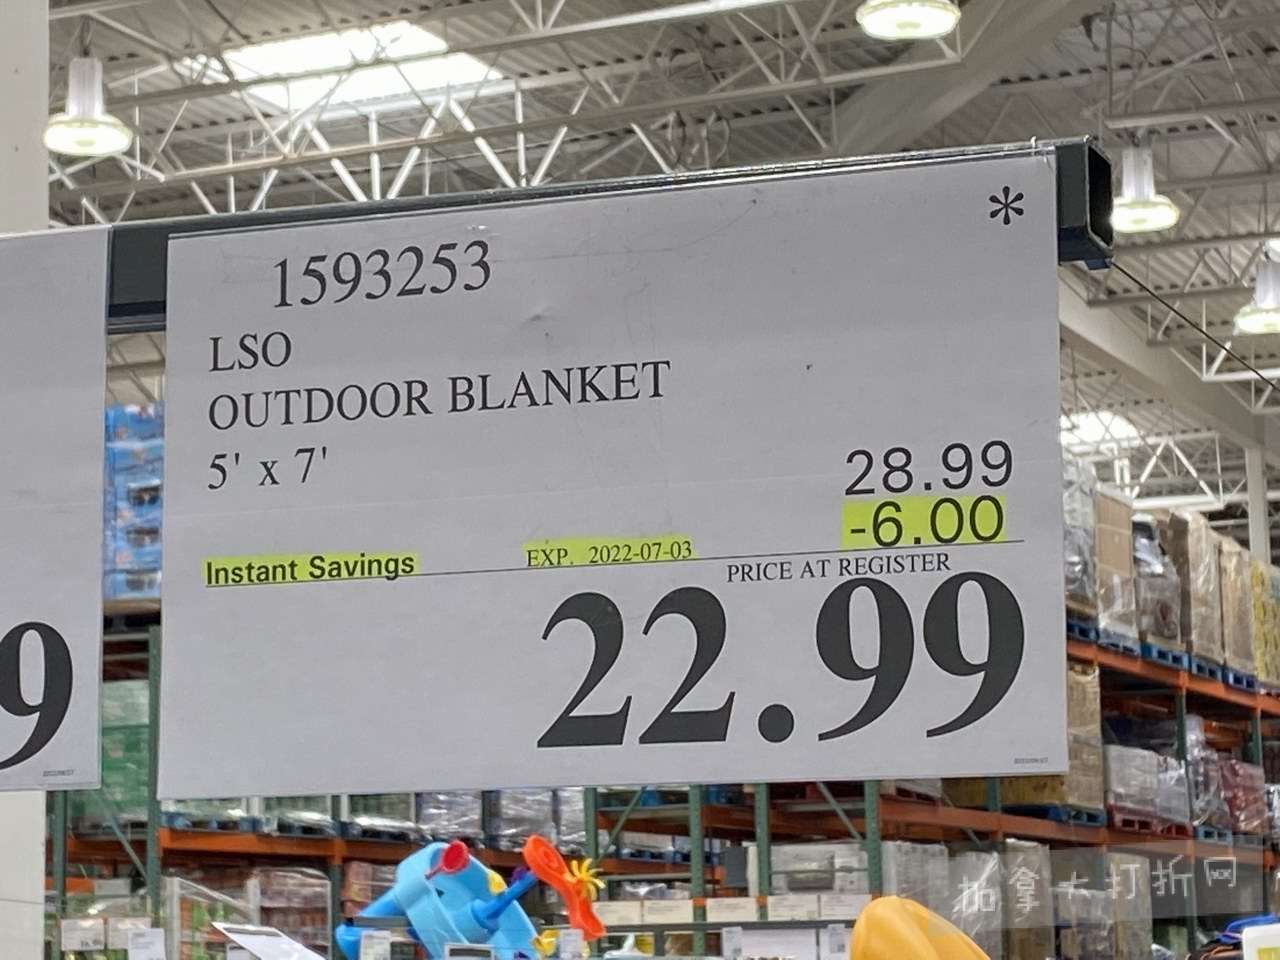 *
1593253
LSO
OUTDOOR BLANKET
5' x 7'
28.99
-6.00
Instant Savings
EXP. 2022-07-03
PRICE AT REGISTER
22.99
9
加拿大打折网